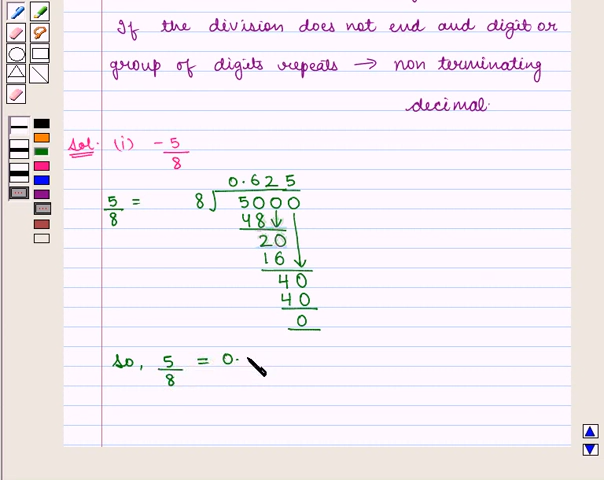 If the division does not end and digit or
group of digits repeats → non terminating
decimal.
Sol. (i) -5/8
0.625
5/8 = 8) 5000
48
20
16
40
40
0
So, 5/8 = 0.